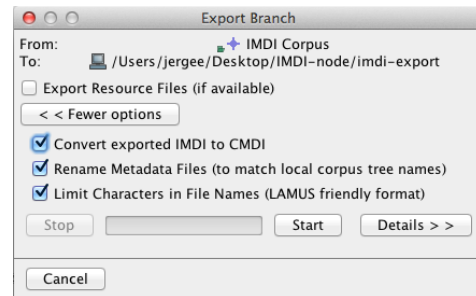 Export Branch
From: IMDI Corpus
To: /Users/jergee/Desktop/IMDI-node/imdi-export
Export Resource Files (if available)
< < Fewer options
Convert exported IMDI to CMDI
Rename Metadata Files (to match local corpus tree names)
Limit Characters in File Names (LAMUS friendly format)
Stop Start Details > >
Cancel